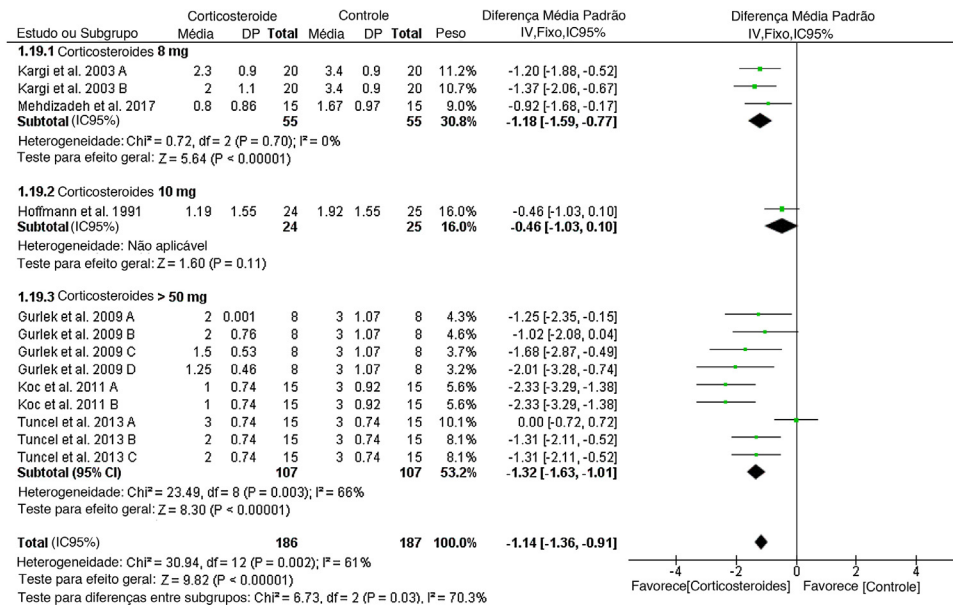 Corticosteroide Controle Diferença Média Padrão Diferença Média Padrão
Estudo ou Subgrupo Média DP Total Média DP Total Peso IV,Fixo,IC95% IV,Fixo,IC95%
1.19.1 Corticosteroides 8 mg
Kargi et al. 2003 A 2.3 0.9 20 3.4 0.9 20 11.2% -1.20 [-1.88, -0.52]
Kargi et al. 2003 B 2 1.1 20 3.4 0.9 20 10.7% -1.37 [-2.06, -0.67]
Mehdizadeh et al. 2017 0.8 0.86 15 1.67 0.97 15 9.0% -0.92 [-1.68, -0.17]
Subtotal (IC95%) 55 55 30.8% -1.18 [-1.59, -0.77]
Heterogeneidade: Chi² = 0.72, df = 2 (P = 0.70); I² = 0%
Teste para efeito geral: Z = 5.64 (P < 0.00001)
1.19.2 Corticosteroides 10 mg
Hoffmann et al. 1991 1.19 1.55 24 1.92 1.55 25 16.0% -0.46 [-1.03, 0.10]
Subtotal (IC95%) 24 25 16.0% -0.46 [-1.03, 0.10]
Heterogeneidade: Não aplicável
Teste para efeito geral: Z = 1.60 (P = 0.11)
1.19.3 Corticosteroides > 50 mg
Gurlek et al. 2009 A 2 0.001 8 3 1.07 8 4.3% -1.25 [-2.35, -0.15]
Gurlek et al. 2009 B 2 0.76 8 3 1.07 8 4.6% -1.02 [-2.08, 0.04]
Gurlek et al. 2009 C 1.5 0.53 8 3 1.07 8 3.7% -1.68 [-2.87, -0.49]
Gurlek et al. 2009 D 1.25 0.46 8 3 1.07 8 3.3% -2.01 [-3.28, -0.74]
Koc et al. 2011 A 1 0.74 15 3 0.92 15 5.6% -2.33 [-3.29, -1.38]
Koc et al. 2011 B 1 0.74 15 3 0.92 15 5.6% -2.33 [-3.29, -1.38]
Tuncel et al. 2013 A 3 0.74 15 3 0.74 15 10.1% 0.00 [-0.72, 0.72]
Tuncel et al. 2013 B 2 0.74 15 3 0.74 15 8.1% -1.31 [-2.11, -0.52]
Tuncel et al. 2013 C 2 0.74 15 3 0.74 15 8.1% -1.31 [-2.11, -0.52]
Subtotal (95% CI) 107 107 53.2% -1.32 [-1.63, -1.01]
Heterogeneidade: Chi² = 23.49, df = 8 (P = 0.003); I² = 66%
Teste para efeito geral: Z = 8.30 (P < 0.00001)
Total (IC95%) 186 187 100.0% -1.14 [-1.36, -0.91]
Heterogeneidade: Chi² = 30.94, df = 12 (P = 0.002); I² = 61%
Teste para efeito geral: Z = 9.82 (P < 0.00001)
Teste para diferenças entre subgrupos: Chi² = 6.73, df = 2 (P = 0.03), I² = 70.3%
-4 -2 0 2 4
Favorece[Corticosteroides] Favorece [Controle]